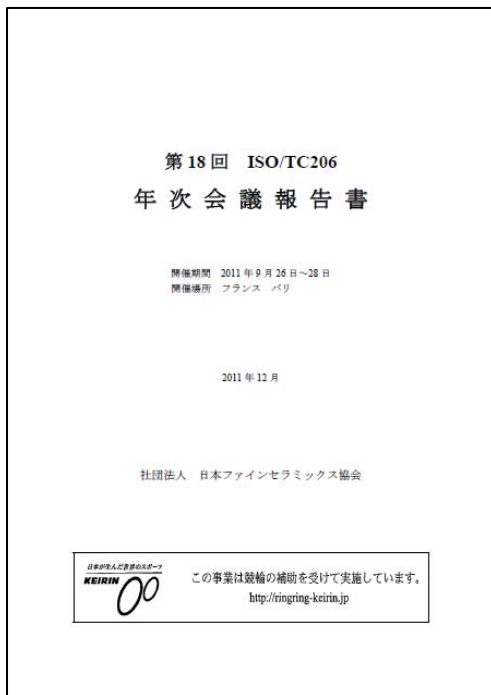 第18回 ISO/TC206
年次会議報告書
開催期間 2011年9月26日～28日
開催場所 フランス パリ
2011年12月
社団法人 日本ファインセラミックス協会
日本が生んだ世界のスポーツ
KEIRIN
この事業は競輪の補助を受けて実施しています。
http://ringring-keirin.jp